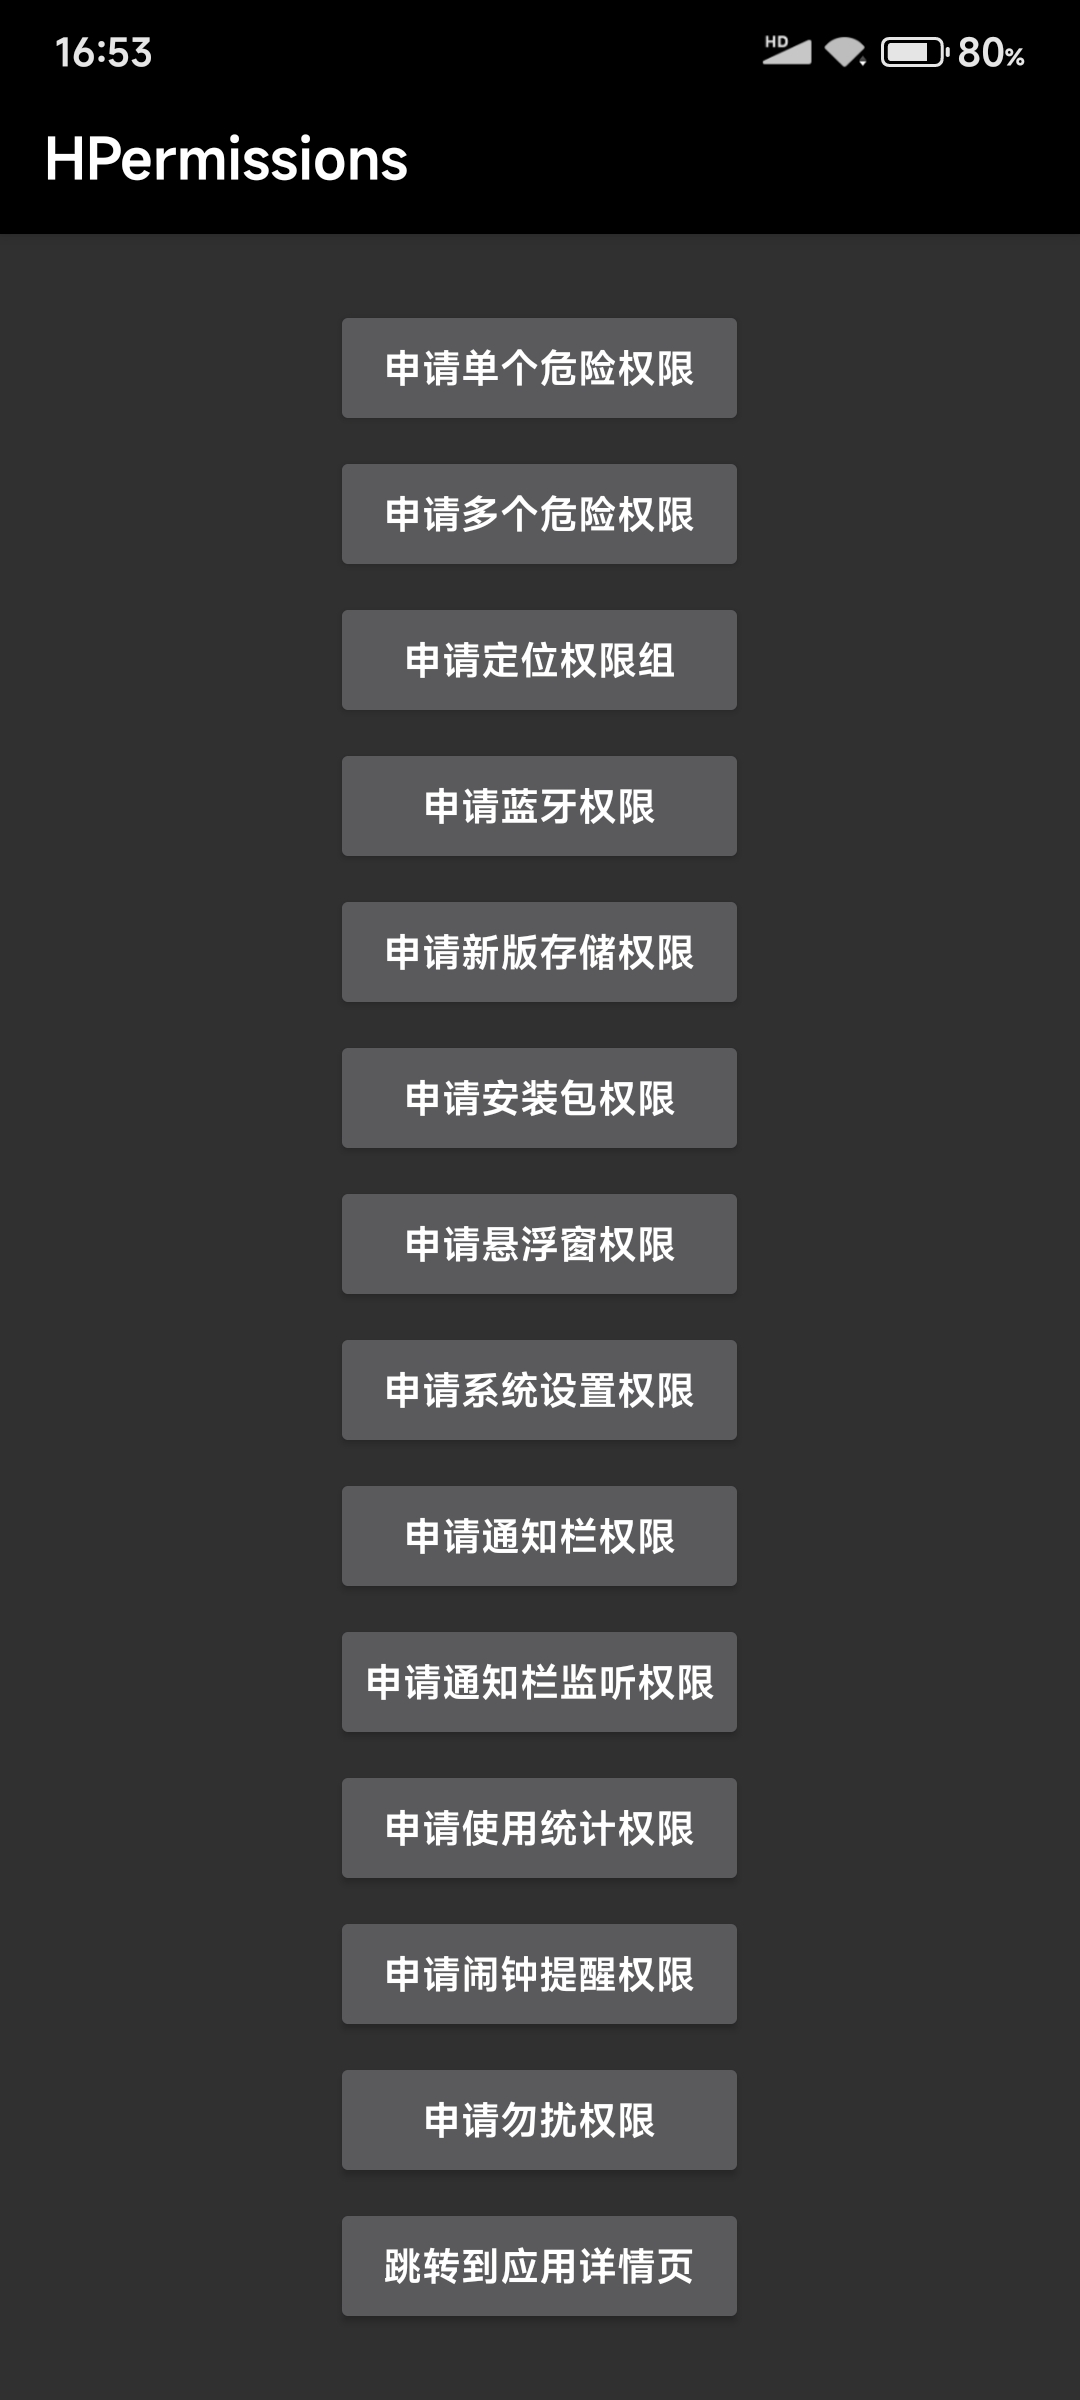 16:53
HD 80%
HPermissions
申请单个危险权限
申请多个危险权限
申请定位权限组
申请蓝牙权限
申请新版存储权限
申请安装包权限
申请悬浮窗权限
申请系统设置权限
申请通知栏权限
申请通知栏监听权限
申请使用统计权限
申请闹钟提醒权限
申请勿扰权限
跳转到应用详情页